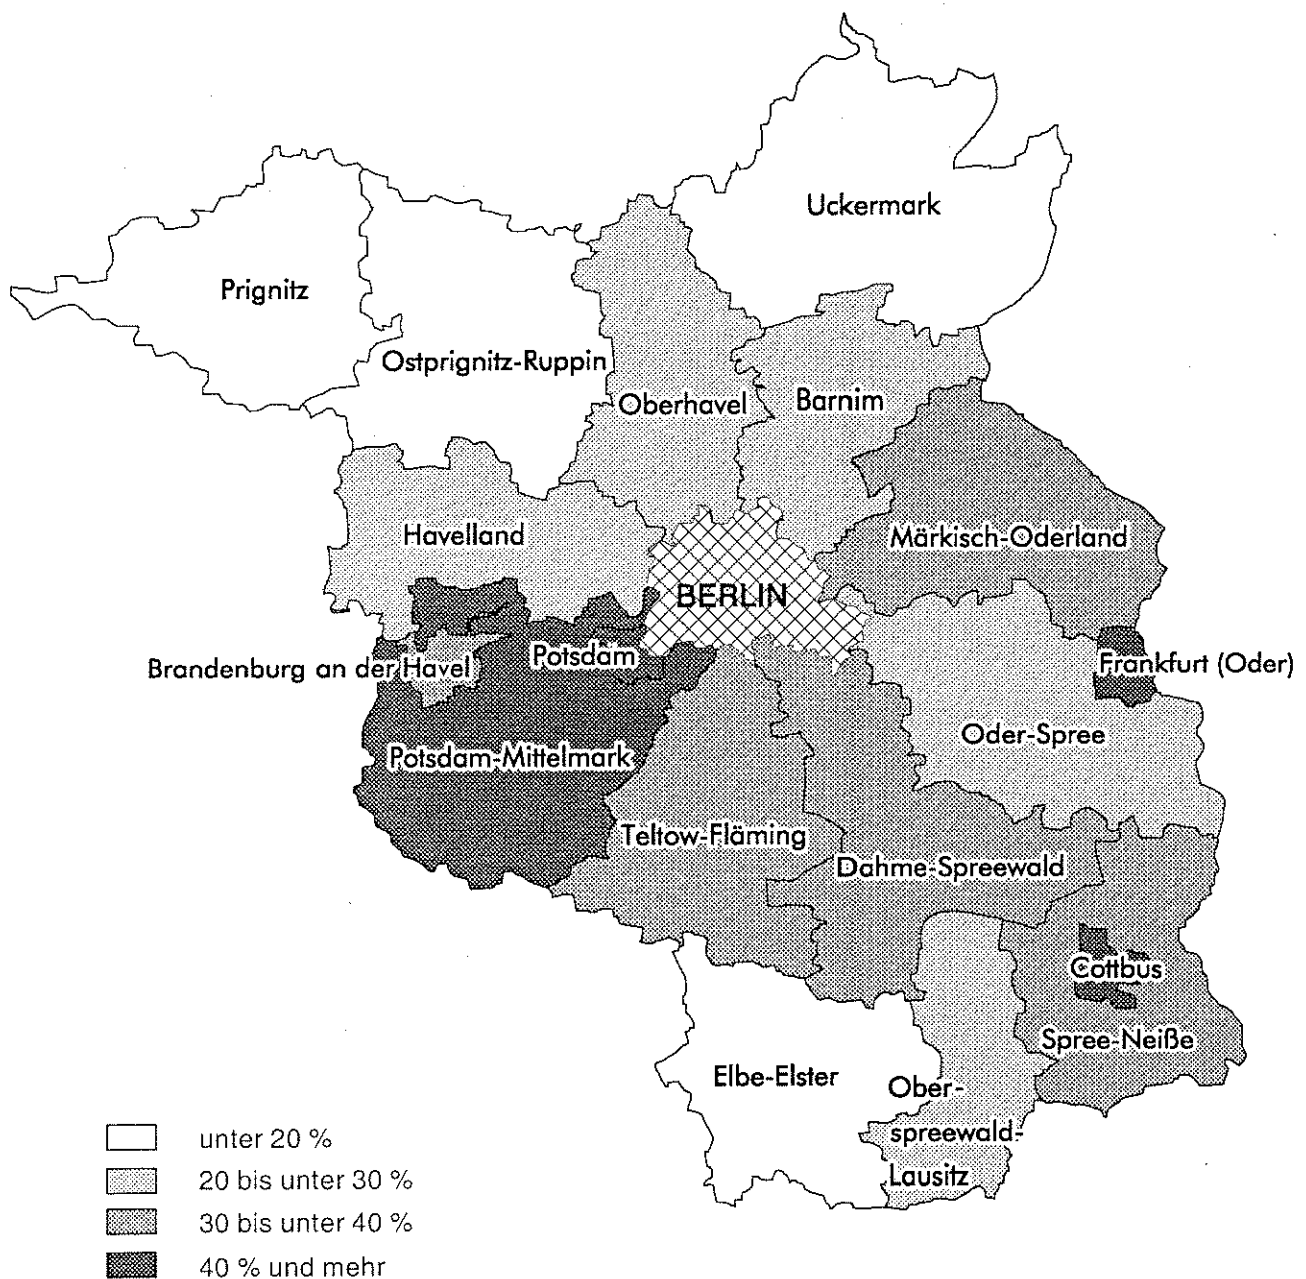 Uckermark
Prignitz
Ostprignitz-Ruppin
Oberhavel
Barnim
Havelland
Märkisch-Oderland
BERLIN
Brandenburg an der Havel
Potsdam
Frankfurt (Oder)
Oder-Spree
Potsdam-Mittelmark
Teltow-Fläming
Dahme-Spreewald
Cottbus
Spree-Neiße
Elbe-Elster
Ober-
spreewald-
Lausitz
unter 20 %
20 bis unter 30 %
30 bis unter 40 %
40 % und mehr